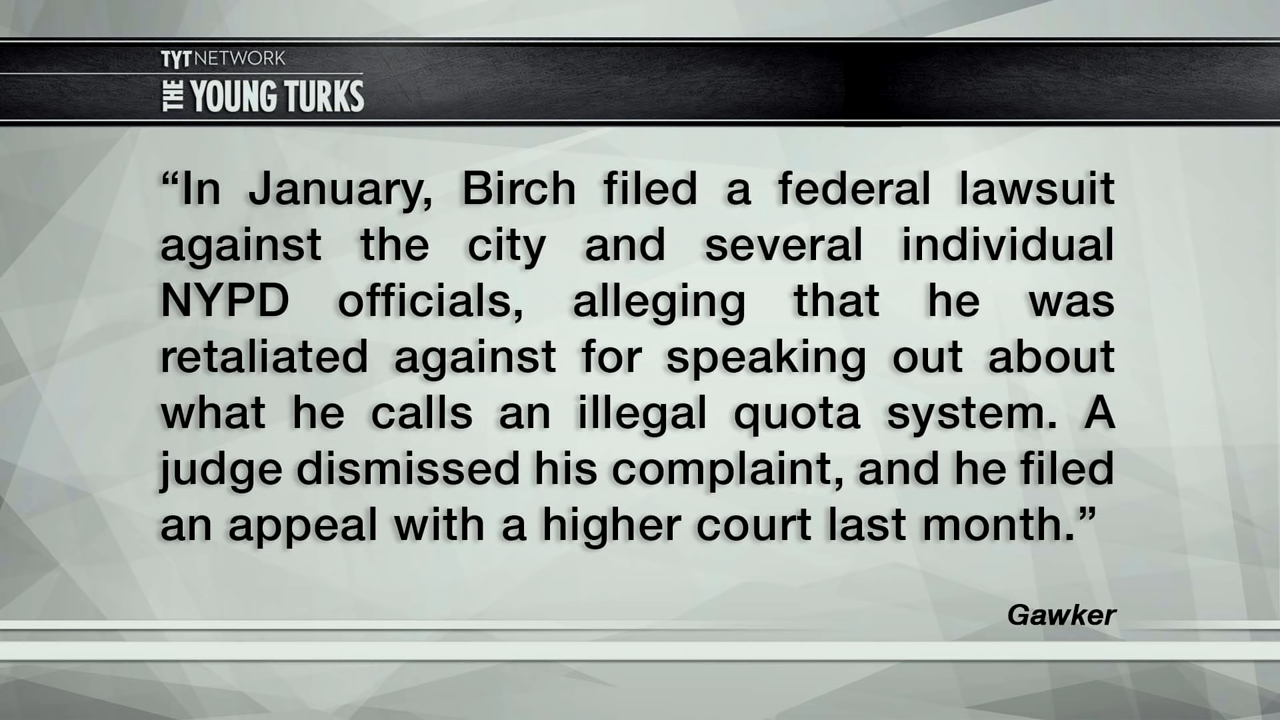 TYT NETWORK
THE YOUNG TURKS
“In January, Birch filed a federal lawsuit
against the city and several individual
NYPD officials, alleging that he was
retaliated against for speaking out about
what he calls an illegal quota system. A
judge dismissed his complaint, and he filed
an appeal with a higher court last month.”
Gawker